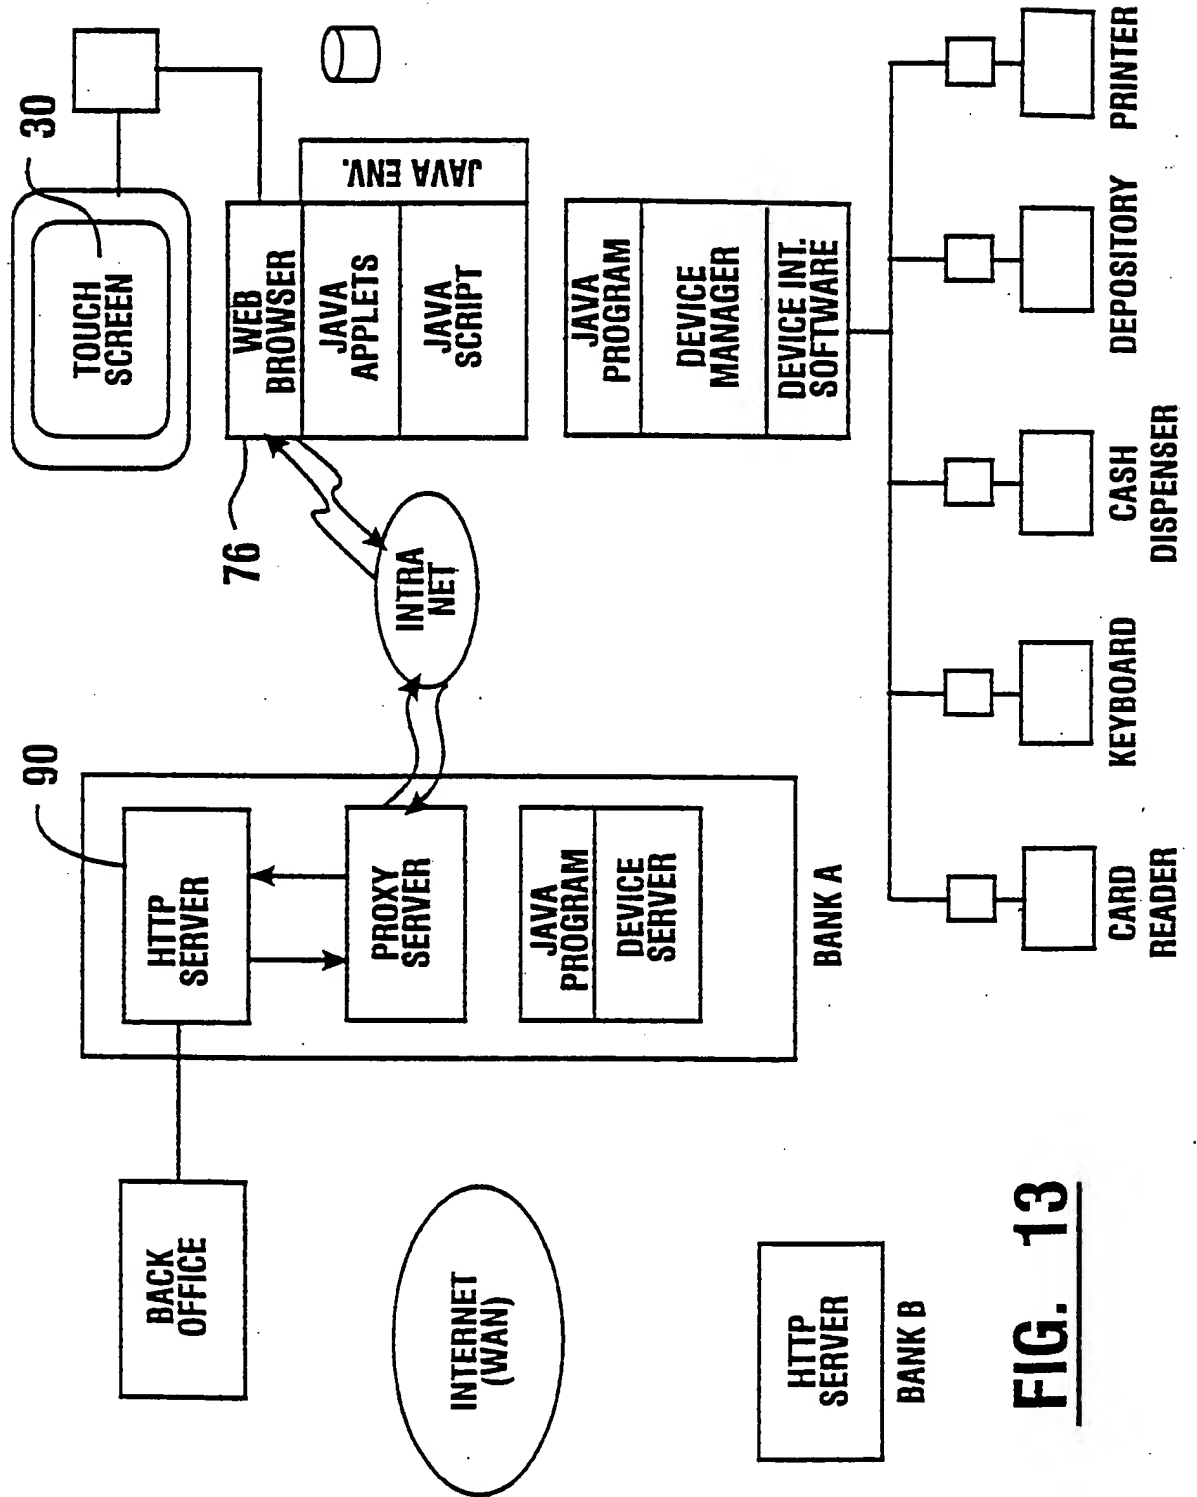 30
TOUCH
SCREEN
WEB
BROWSER
JAVA
APPLETS
JAVA
SCRIPT
JAVA ENV.
76
INTRA
NET
JAVA
PROGRAM
DEVICE
MANAGER
DEVICE INT.
SOFTWARE
90
HTTP
SERVER
PROXY
SERVER
JAVA
PROGRAM
DEVICE
SERVER
BANK A
BACK
OFFICE
INTERNET
(WAN)
HTTP
SERVER
BANK B
CARD
READER
KEYBOARD
CASH
DISPENSER
DEPOSITORY
PRINTER
FIG. 13